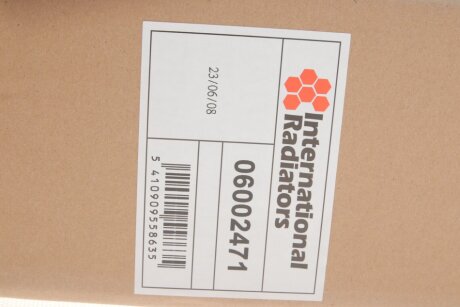 International
Radiators
06002471
23/06/08
5 410909 558635